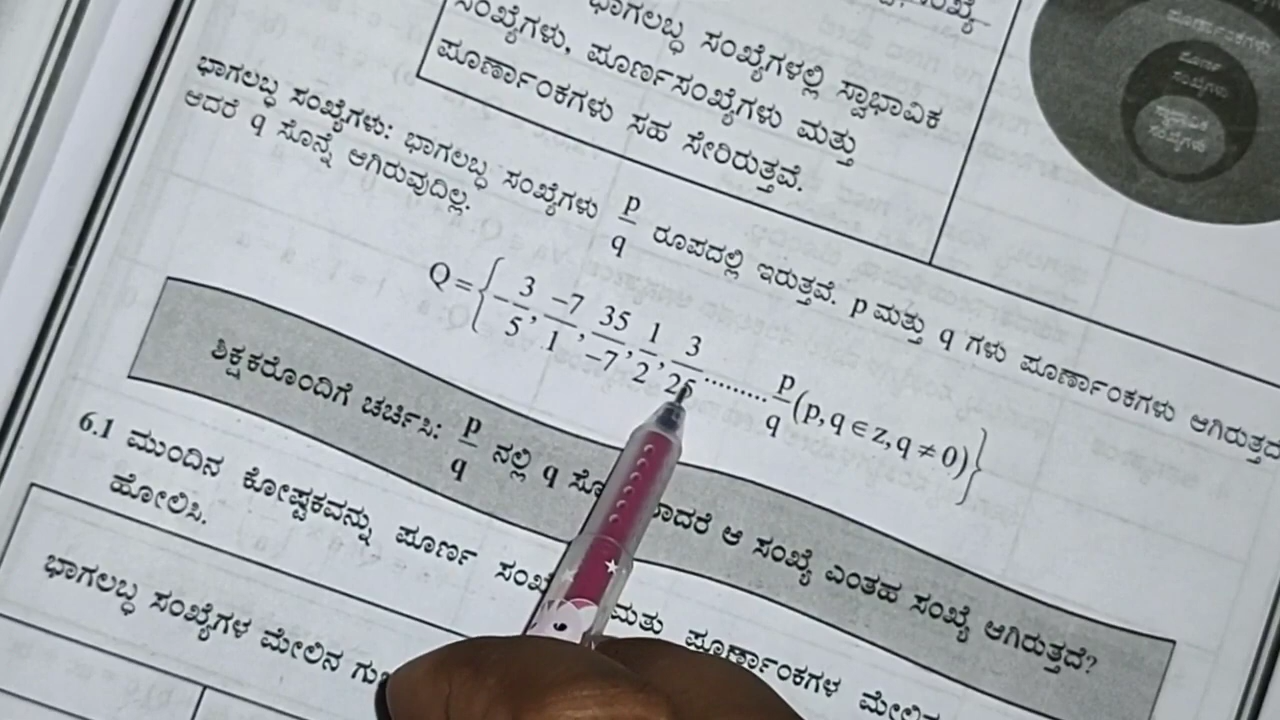 ಭಾಗಲಬ್ಧ ಸಂಖ್ಯೆಗಳಲ್ಲಿ ಸ್ವಾಭಾವಿಕ
ಸಂಖ್ಯೆಗಳು, ಪೂರ್ಣಸಂಖ್ಯೆಗಳು ಮತ್ತು
ಪೂರ್ಣಾಂಕಗಳು ಸಹ ಸೇರಿರುತ್ತವೆ.
ಭಾಗಲಬ್ಧ ಸಂಖ್ಯೆಗಳು: ಭಾಗಲಬ್ಧ ಸಂಖ್ಯೆಗಳು p/q ರೂಪದಲ್ಲಿ ಇರುತ್ತವೆ. p ಮತ್ತು q ಗಳು ಪೂರ್ಣಾಂಕಗಳು
ಆದರೆ q ಸೊನ್ನೆ ಆಗಿರುವುದಿಲ್ಲ.
Q = {-3/5, -7/1, 35/-7, 1/2, 3/25 ......... p/q (p, q ∈ z, q ≠ 0)}
ಶಿಕ್ಷಕರೊಂದಿಗೆ ಚರ್ಚಿಸಿ: p/q ನಲ್ಲಿ q ಆ ಸಂಖ್ಯೆ ಎಂತಹ ಸಂಖ್ಯೆ ಆಗಿರುತ್ತದೆ?
6.1 ಮುಂದಿನ ಕೋಷ್ಟಕವನ್ನು ಪೂರ್ಣ ಮತ್ತು ಪೂರ್ಣಾಂಕಗಳ ಮೇಲಿನ
ಹೋಲಿಸಿ.
ಭಾಗಲಬ್ಧ ಸಂಖ್ಯೆಗಳ ಮೇಲಿನ